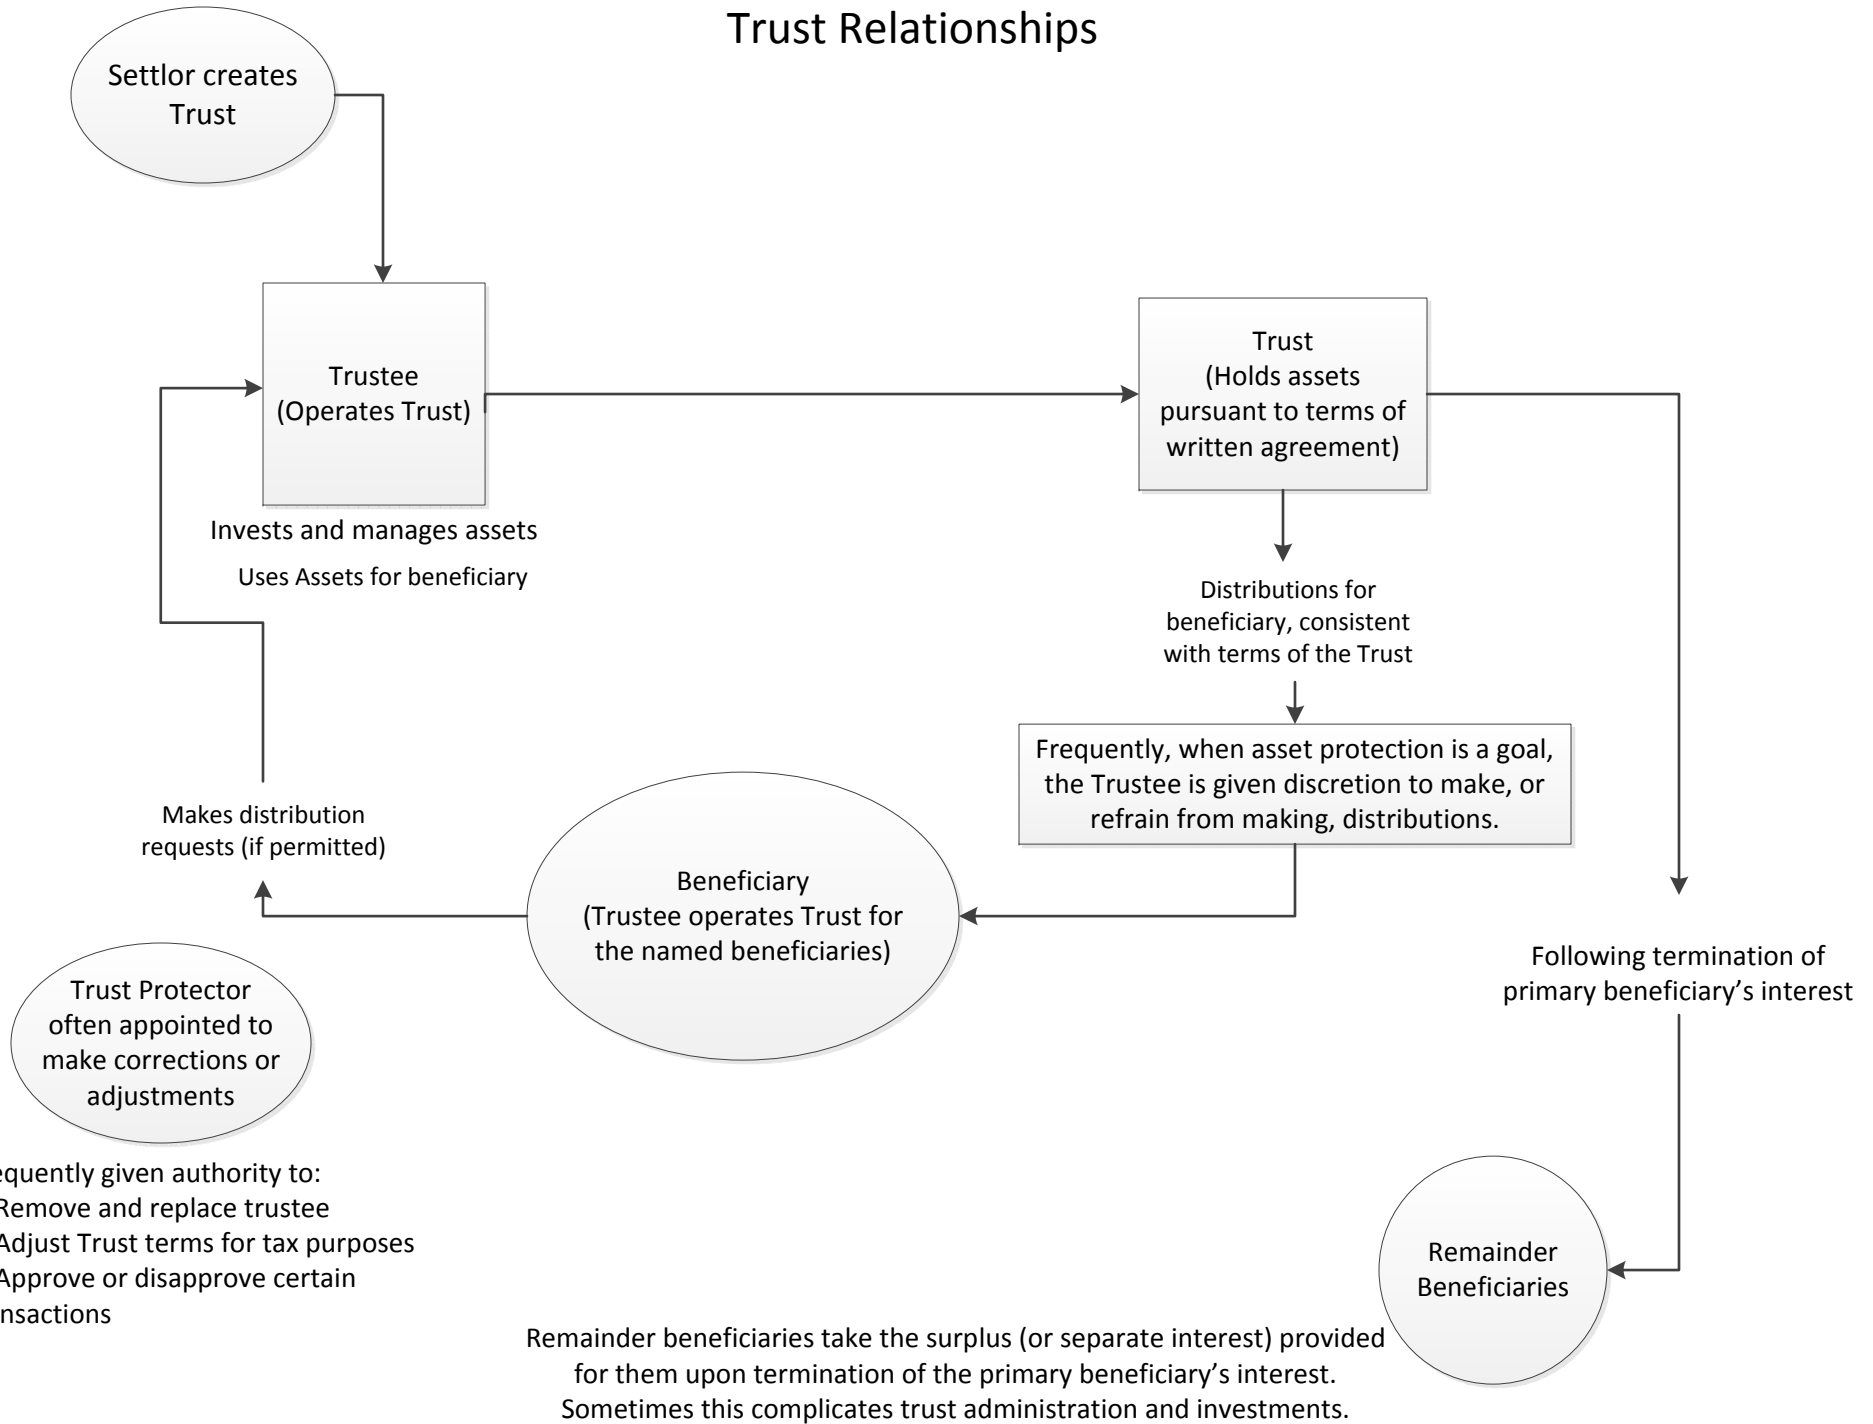 Trust Relationships
Settlor creates
Trust
Trustee
(Operates Trust)
Invests and manages assets
Uses Assets for beneficiary
Trust
(Holds assets
pursuant to terms of
written agreement)
Distributions for
beneficiary, consistent
with terms of the Trust
Frequently, when asset protection is a goal,
the Trustee is given discretion to make, or
refrain from making, distributions.
Makes distribution
requests (if permitted)
Beneficiary
(Trustee operates Trust for
the named beneficiaries)
Following termination of
primary beneficiary’s interest
Trust Protector
often appointed to
make corrections or
adjustments
equently given authority to:
Remove and replace trustee
Adjust Trust terms for tax purposes
Approve or disapprove certain
nsactions
Remainder
Beneficiaries
Remainder beneficiaries take the surplus (or separate interest) provided
for them upon termination of the primary beneficiary’s interest.
Sometimes this complicates trust administration and investments.